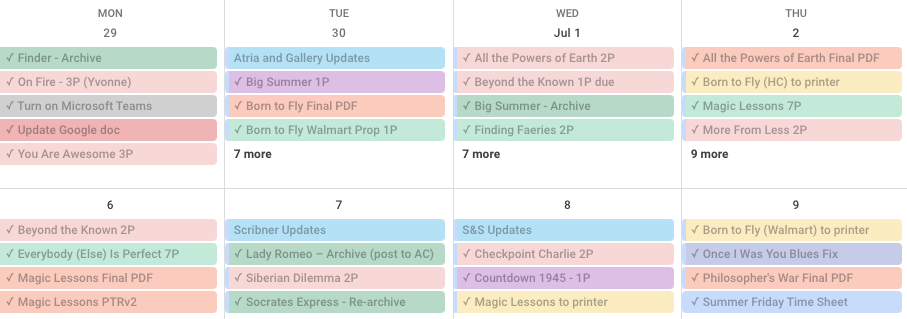 MON
TUE
WED
THU
29
30
Jul 1
2
✓ Finder - Archive
✓ On Fire - 3P (Yvonne)
✓ Turn on Microsoft Teams
✓ Update Google doc
✓ You Are Awesome 3P
Atria and Gallery Updates
✓ Big Summer 1P
✓ Born to Fly Final PDF
✓ Born to Fly Walmart Prop 1P
7 more
✓ All the Powers of Earth 2P
✓ Beyond the Known 1P due
✓ Big Summer - Archive
✓ Finding Faeries 2P
7 more
✓ All the Powers of Earth Final PDF
✓ Born to Fly (HC) to printer
✓ Magic Lessons 7P
✓ More From Less 2P
9 more
6
7
8
9
✓ Beyond the Known 2P
✓ Everybody (Else) Is Perfect 7P
✓ Magic Lessons Final PDF
✓ Magic Lessons PTRv2
Scribner Updates
✓ Lady Romeo – Archive (post to AC)
✓ Siberian Dilemma 2P
✓ Socrates Express - Re-archive
S&S Updates
✓ Checkpoint Charlie 2P
✓ Countdown 1945 - 1P
✓ Magic Lessons to printer
✓ Born to Fly (Walmart) to printer
✓ Once I Was You Blues Fix
✓ Philosopher's War Final PDF
✓ Summer Friday Time Sheet